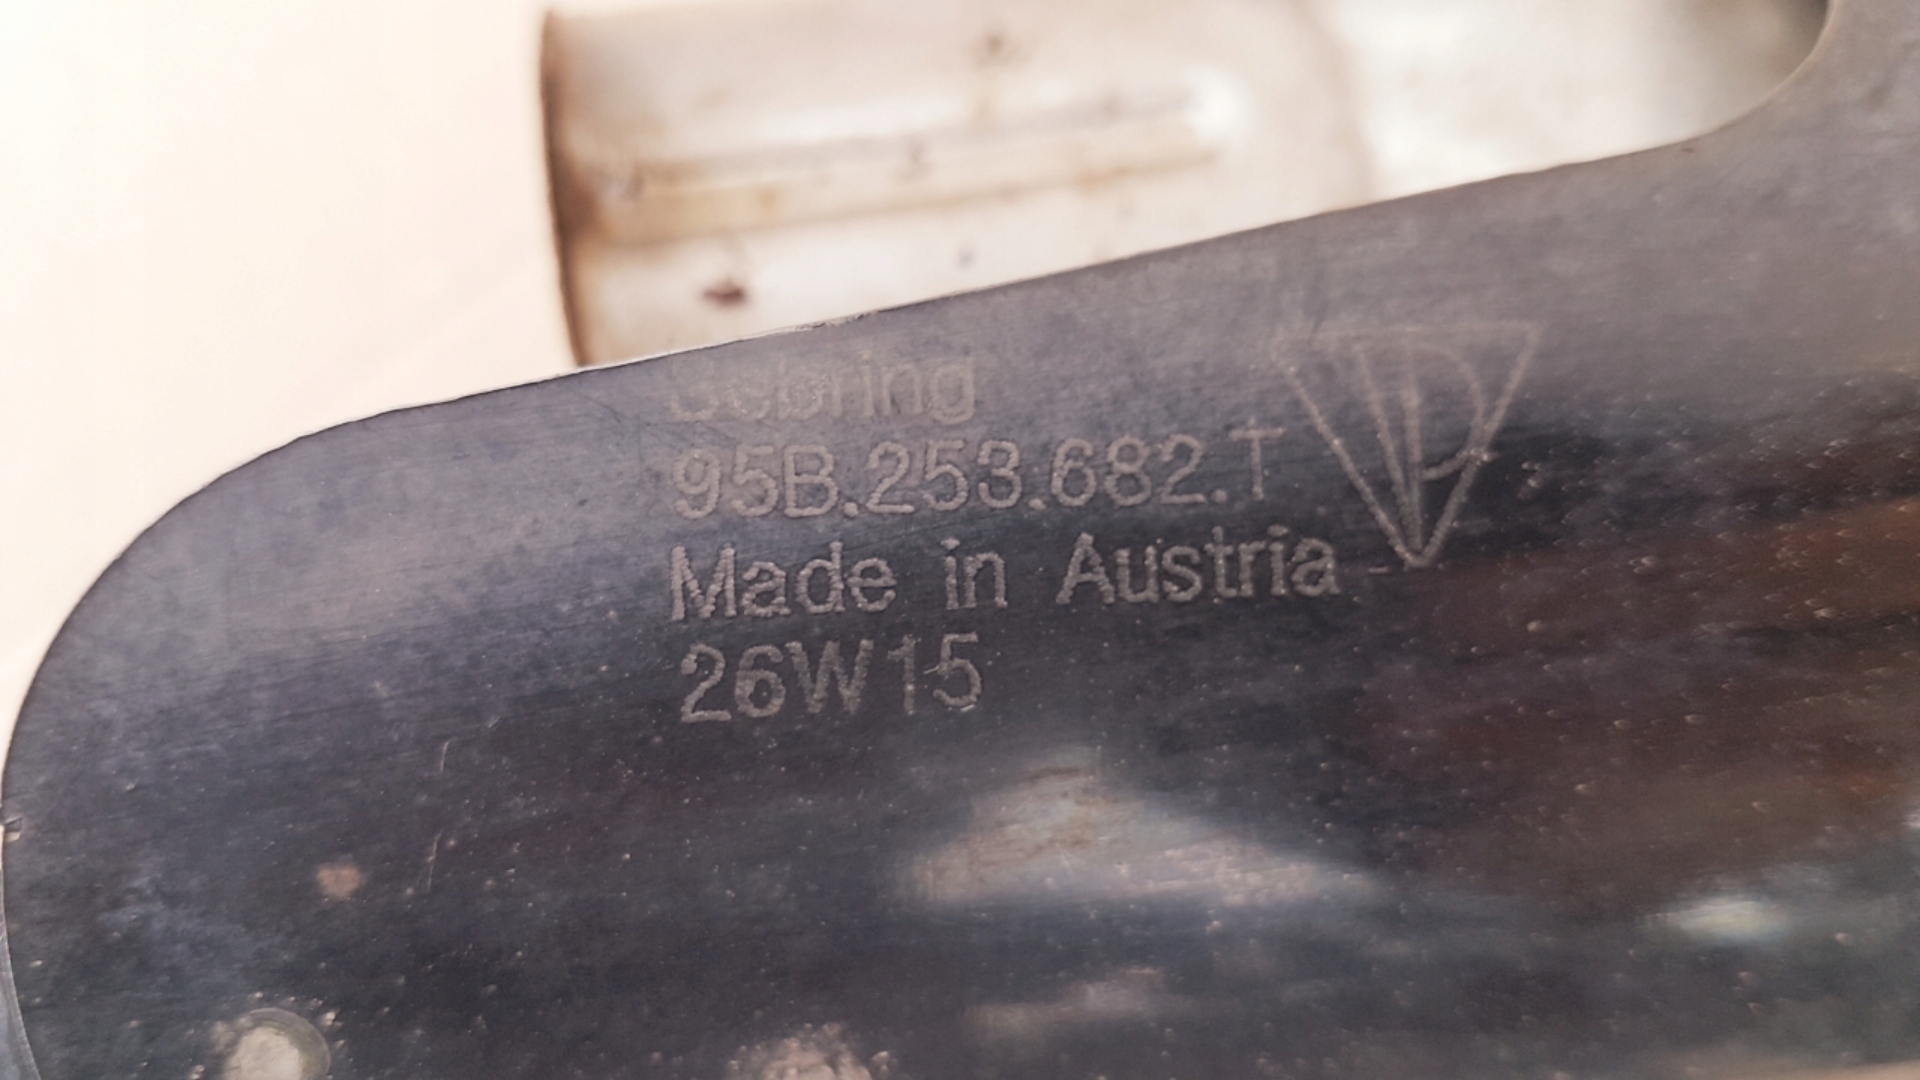 Sebring
95B.253.682.T
Made in Austria
26W15